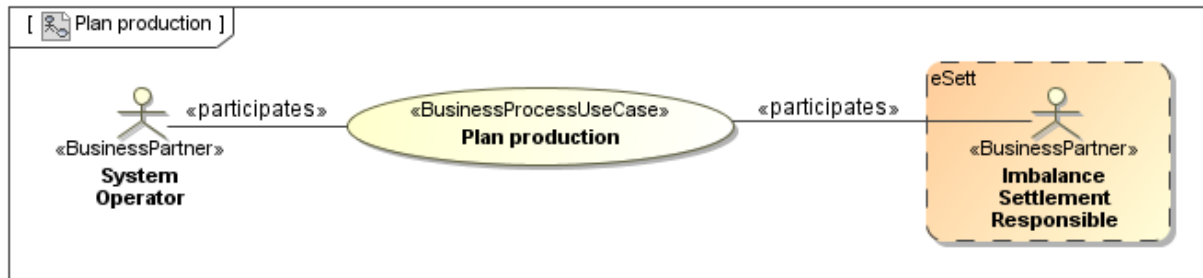 [ Plan production ]
eSett
«participates»
«BusinessProcessUseCase»
Plan production
«participates»
«BusinessPartner»
System
Operator
«BusinessPartner»
Imbalance
Settlement
Responsible